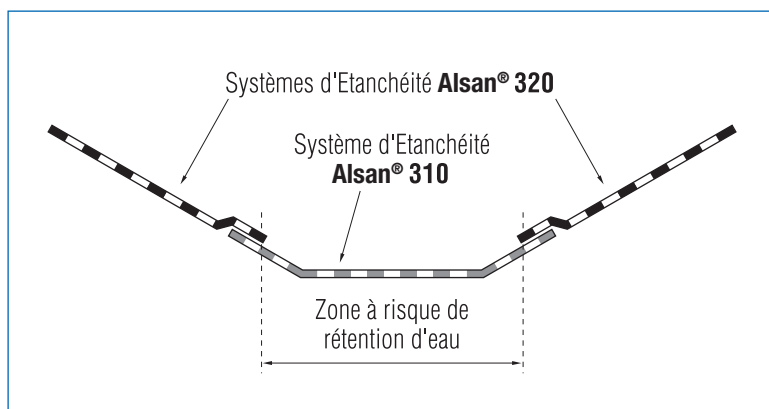 Systèmes d'Etanchéité Alsan® 320
Système d'Etanchéité
Alsan® 310
Zone à risque de
rétention d'eau